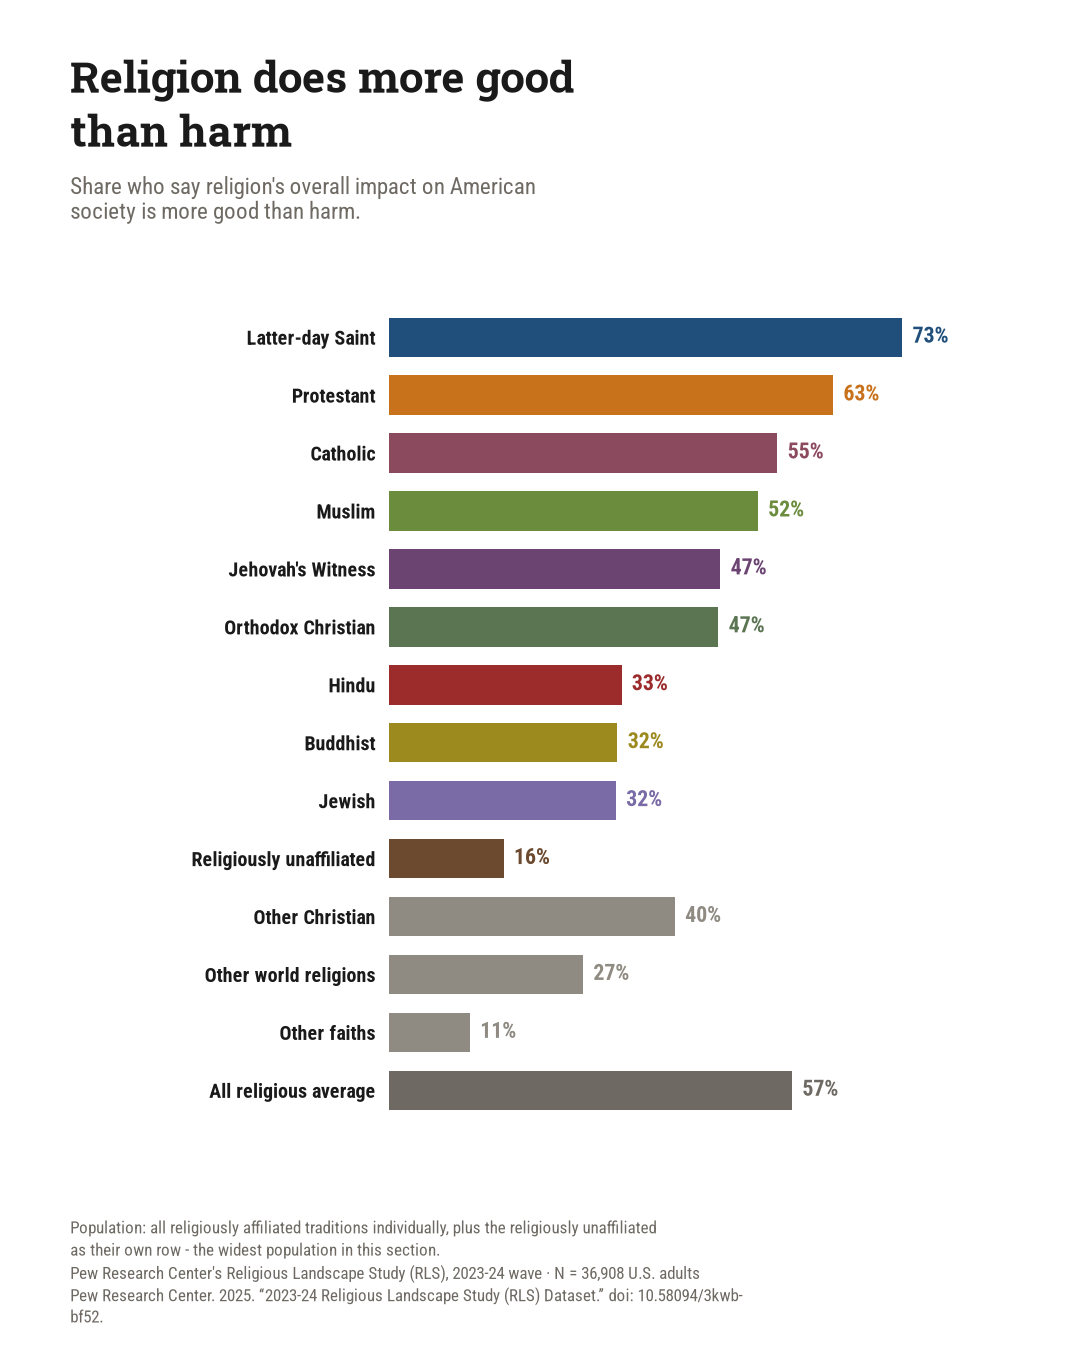 Religion does more good
than harm
Share who say religion's overall impact on American
society is more good than harm.
Latter-day Saint 73%
Protestant 63%
Catholic 55%
Muslim 52%
Jehovah's Witness 47%
Orthodox Christian 47%
Hindu 33%
Buddhist 32%
Jewish 32%
Religiously unaffiliated 16%
Other Christian 40%
Other world religions 27%
Other faiths 11%
All religious average 57%
Population: all religiously affiliated traditions individually, plus the religiously unaffiliated
as their own row - the widest population in this section.
Pew Research Center's Religious Landscape Study (RLS), 2023-24 wave · N = 36,908 U.S. adults
Pew Research Center. 2025. “2023-24 Religious Landscape Study (RLS) Dataset.” doi: 10.58094/3kwb-
bf52.